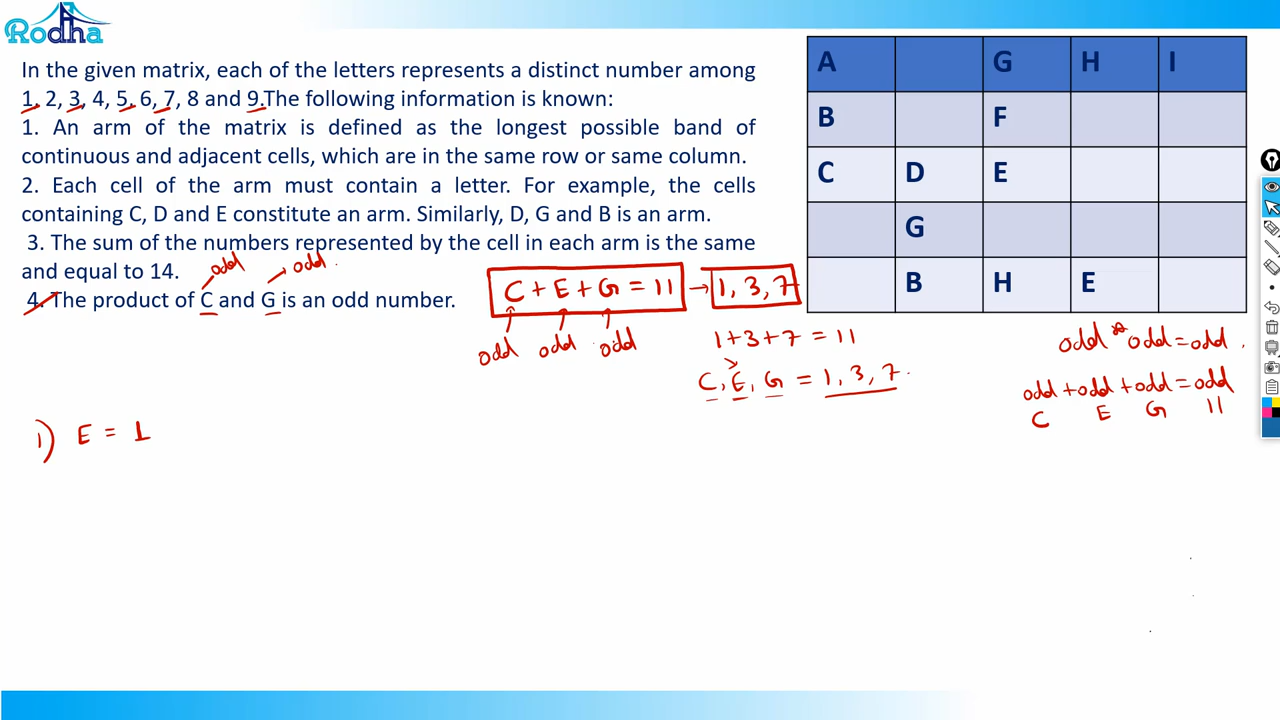 Rodha
In the given matrix, each of the letters represents a distinct number among
1, 2, 3, 4, 5, 6, 7, 8 and 9.The following information is known:
1. An arm of the matrix is defined as the longest possible band of
continuous and adjacent cells, which are in the same row or same column.
2. Each cell of the arm must contain a letter. For example, the cells
containing C, D and E constitute an arm. Similarly, D, G and B is an arm.
3. The sum of the numbers represented by the cell in each arm is the same
and equal to 14.
odd odd
4. The product of C and G is an odd number.
A G H I
B F
C D E
G
B H E
C + E + G = 11 → 1, 3, 7
odd odd odd
1 + 3 + 7 = 11
C, E, G = 1, 3, 7
odd * odd = odd
odd + odd + odd = odd
C E G 11
1) E = 1